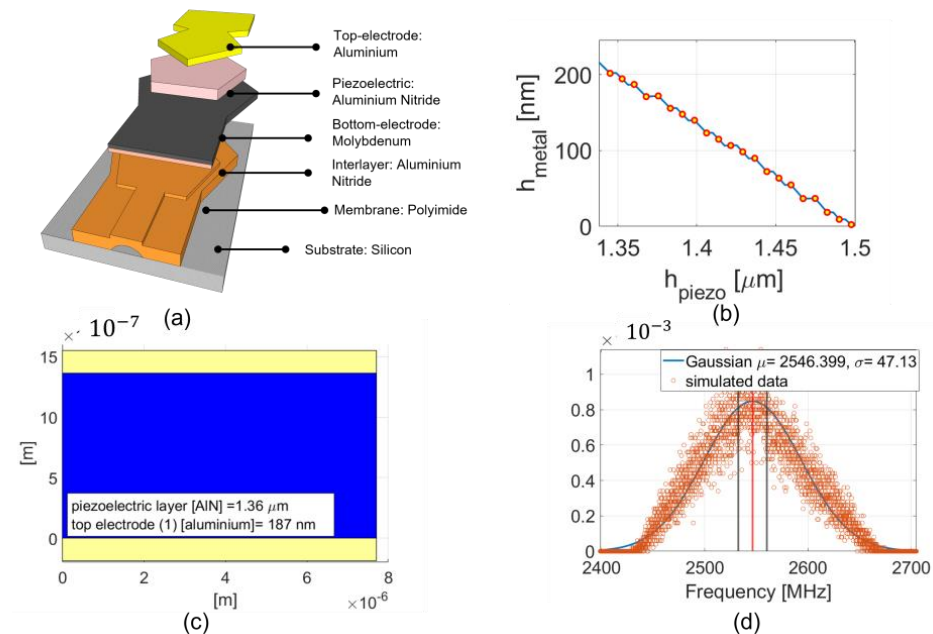 Top-electrode:
Aluminium
Piezoelectric:
Aluminium Nitride
Bottom-electrode:
Molybdenum
Interlayer: Aluminium
Nitride
Membrane: Polyimide
Substrate: Silicon
(a)
h_metal [nm]
200
100
0
1.35 1.4 1.45 1.5
h_piezo [μm]
(b)
× 10^-7
15
10
5
0
[m]
piezoelectric layer [AlN] =1.36 μm
top electrode (1) [aluminium]= 187 nm
0 2 4 6 8
[m] ×10^-6
(c)
× 10^-3
Gaussian μ= 2546.399, σ= 47.13
simulated data
1
0.8
0.6
0.4
0.2
0
2400 2500 2600 2700
Frequency [MHz]
(d)